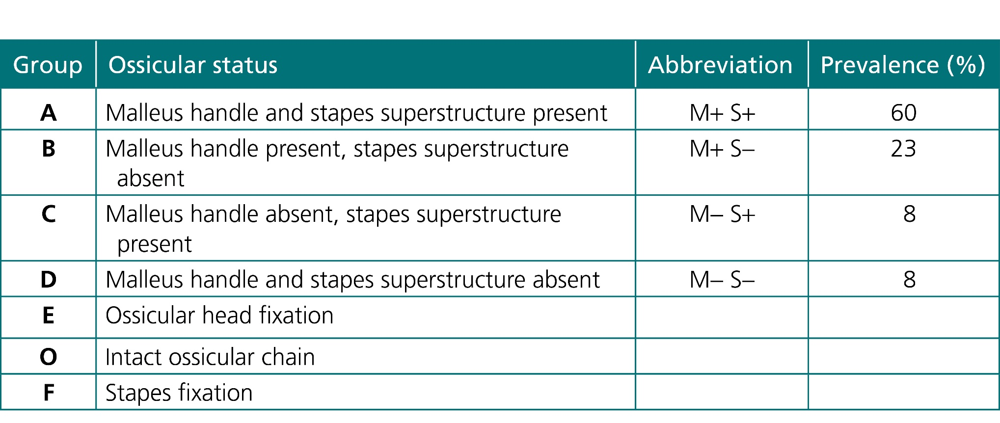 Group Ossicular status Abbreviation Prevalence (%)
A Malleus handle and stapes superstructure present M+ S+ 60
B Malleus handle present, stapes superstructure M+ S– 23
absent
C Malleus handle absent, stapes superstructure M– S+ 8
present
D Malleus handle and stapes superstructure absent M– S– 8
E Ossicular head fixation
O Intact ossicular chain
F Stapes fixation